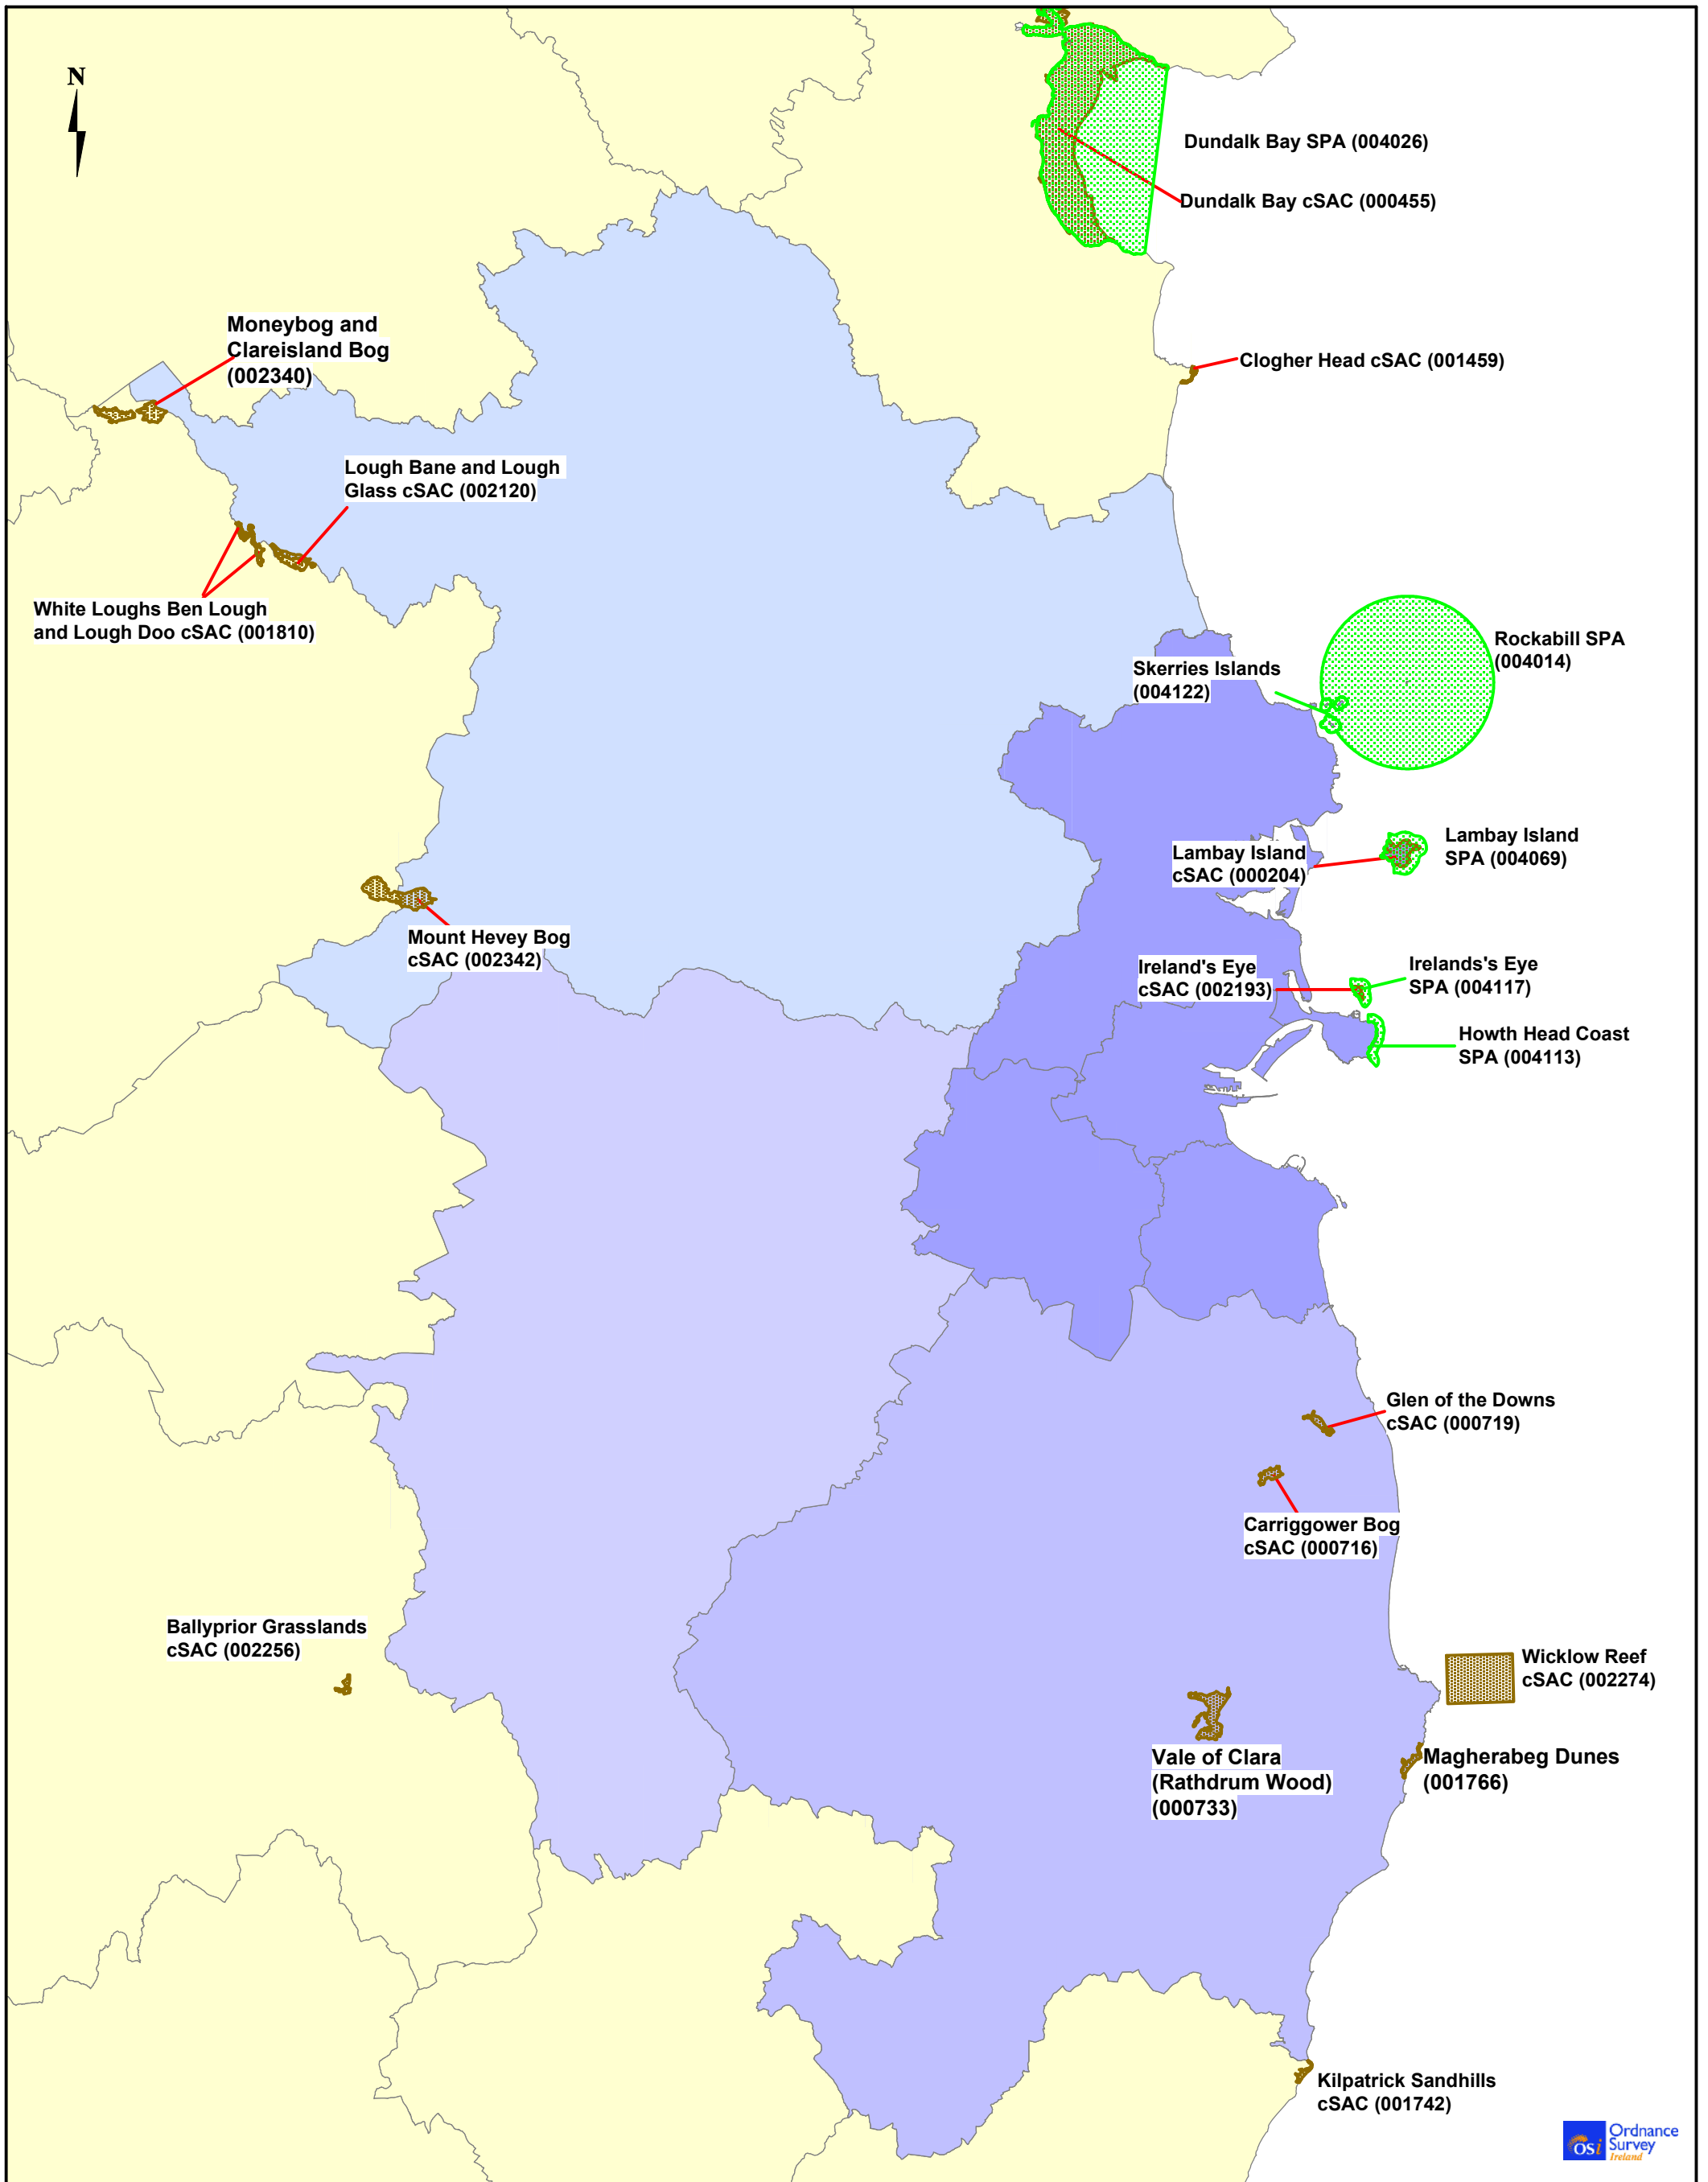 N
Dundalk Bay SPA (004026)
Dundalk Bay cSAC (000455)
Moneybog and
Clareisland Bog
(002340)
Clogher Head cSAC (001459)
Lough Bane and Lough
Glass cSAC (002120)
White Loughs Ben Lough
and Lough Doo cSAC (001810)
Rockabill SPA
(004014)
Skerries Islands
(004122)
Lambay Island
SPA (004069)
Lambay Island
cSAC (000204)
Mount Hevey Bog
cSAC (002342)
Ireland's Eye
cSAC (002193)
Irelands's Eye
SPA (004117)
Howth Head Coast
SPA (004113)
Glen of the Downs
cSAC (000719)
Carriggower Bog
cSAC (000716)
Ballyprior Grasslands
cSAC (002256)
Wicklow Reef
cSAC (002274)
Vale of Clara
(Rathdrum Wood)
(000733)
Magherabeg Dunes
(001766)
Kilpatrick Sandhills
cSAC (001742)
OSi
Ordnance
Survey
Ireland